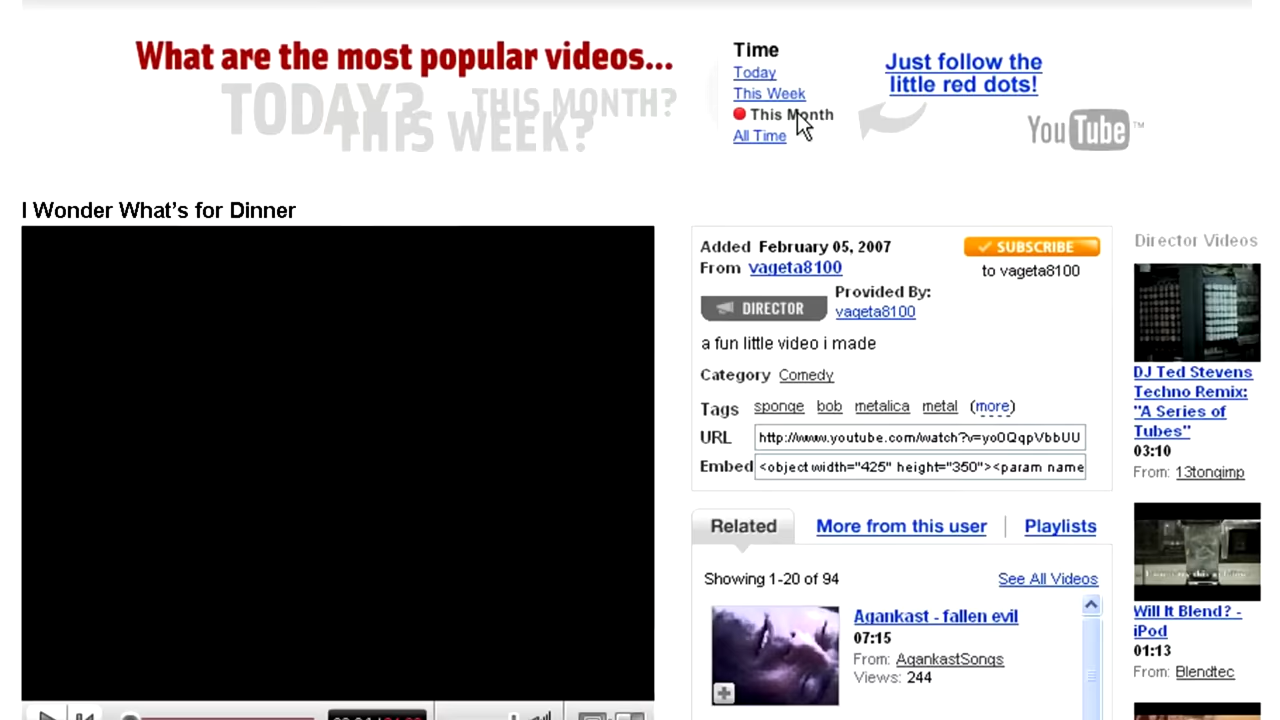 What are the most popular videos...
TODAY?
THIS MONTH?
THIS WEEK?
Time
Today
This Week
This Month
All Time
Just follow the
little red dots!
YouTube™
I Wonder What's for Dinner
Added February 05, 2007
From vageta8100
SUBSCRIBE
to vageta8100
DIRECTOR
Provided By:
vageta8100
a fun little video i made
Category Comedy
Tags sponge bob metalica metal (more)
URL http://www.youtube.com/watch?v=yo0QqpVbbUU
Embed <object width="425" height="350"><param name
Related More from this user Playlists
Showing 1-20 of 94 See All Videos
Agankast - fallen evil
07:15
From: AgankastSongs
Views: 244
Director Videos
DJ Ted Stevens
Techno Remix:
"A Series of
Tubes"
03:10
From: 13tongimp
Will It Blend? -
iPod
01:13
From: Blendtec